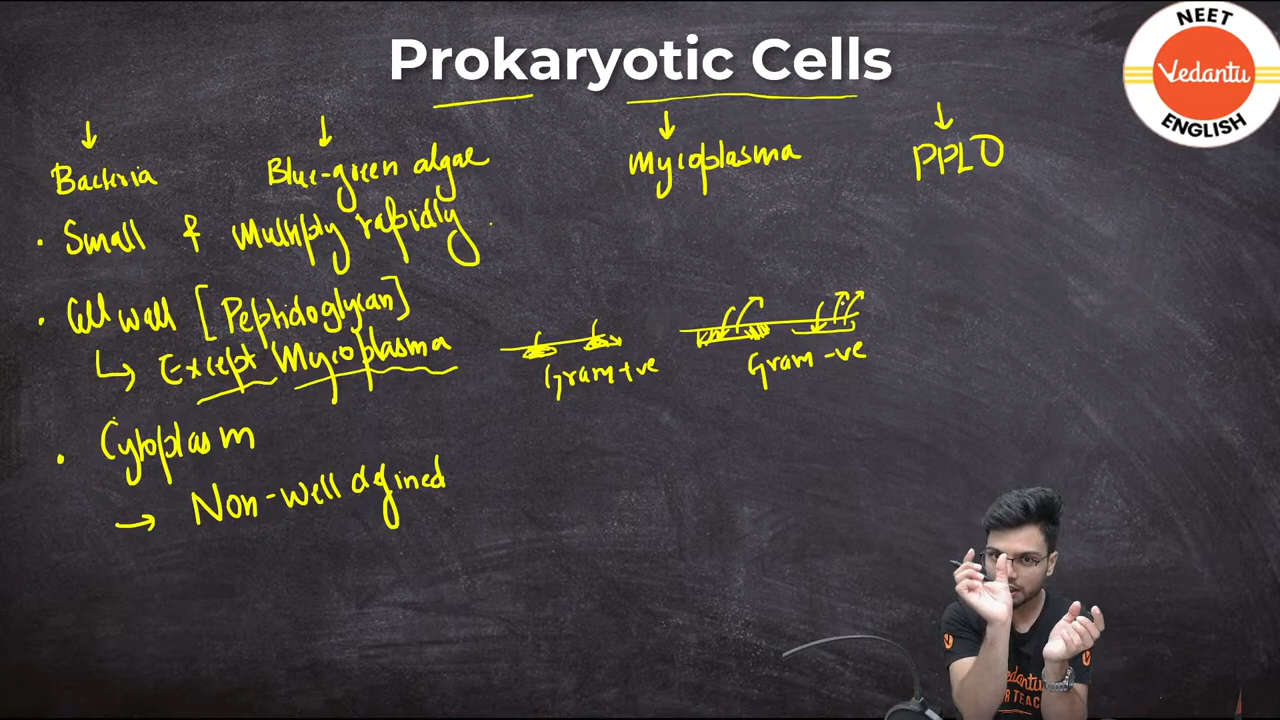 Prokaryotic Cells
NEET
Vedantu
ENGLISH
Bacteria Blue-green algae Mycoplasma PPLO
• Small & Multiply rapidly.
• Cell wall [Peptidoglycan]
↳ Except Mycoplasma
Gram +ve Gram -ve
• Cytoplasm
→ Non-well defined
Vedantu